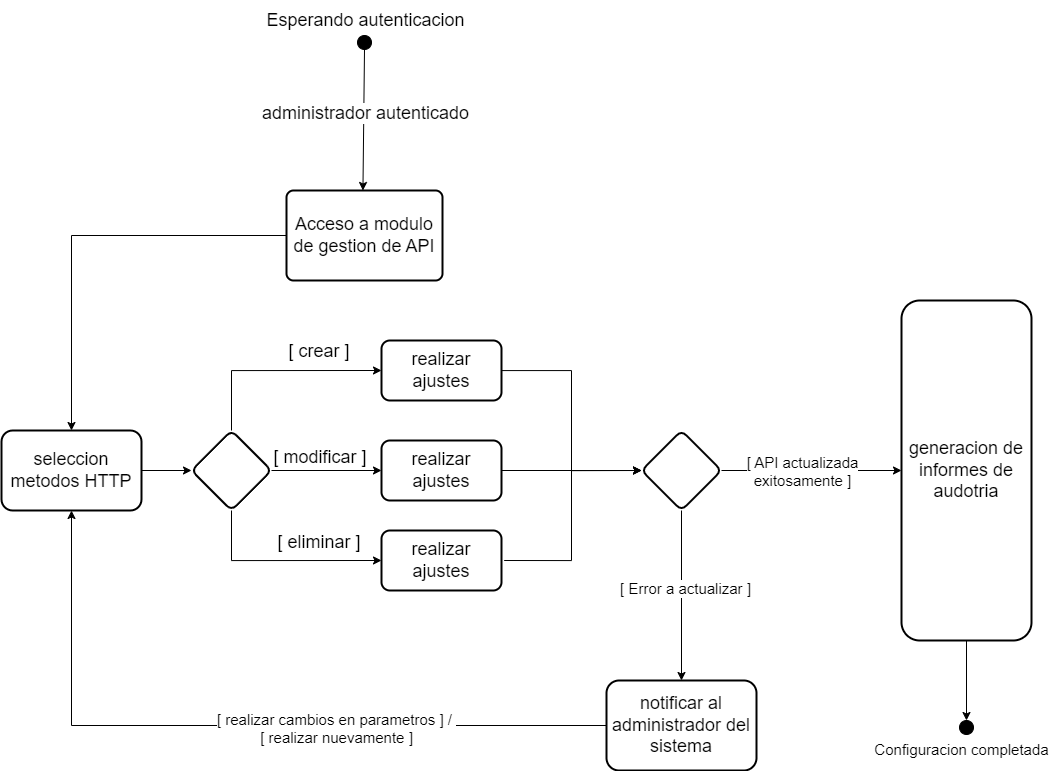 Esperando autenticacion
administrador autenticado
Acceso a modulo
de gestion de API
[ crear ]
realizar
ajustes
seleccion
metodos HTTP
[ modificar ]
realizar
ajustes
[ eliminar ]
realizar
ajustes
[ API actualizada
exitosamente ]
generacion de
informes de
audotria
[ Error a actualizar ]
notificar al
administrador del
sistema
[ realizar cambios en parametros ] /
[ realizar nuevamente ]
Configuracion completada